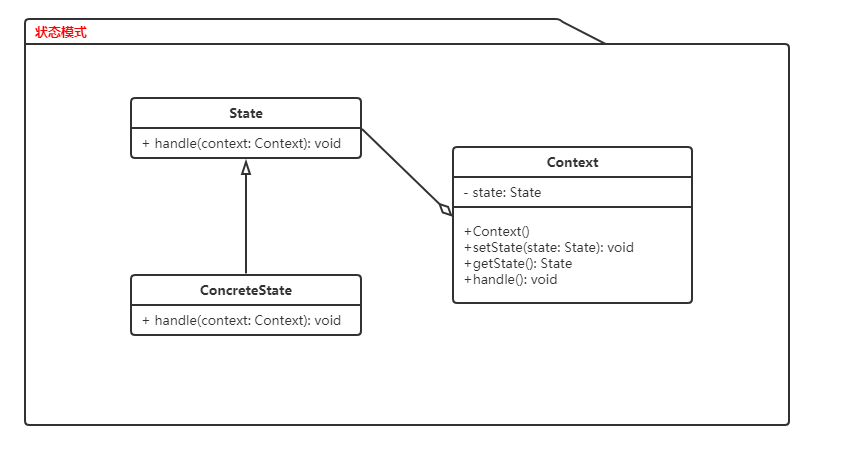 状态模式
State
+ handle(context: Context): void
Context
- state: State
+Context()
+setState(state: State): void
+getState(): State
+handle(): void
ConcreteState
+ handle(context: Context): void